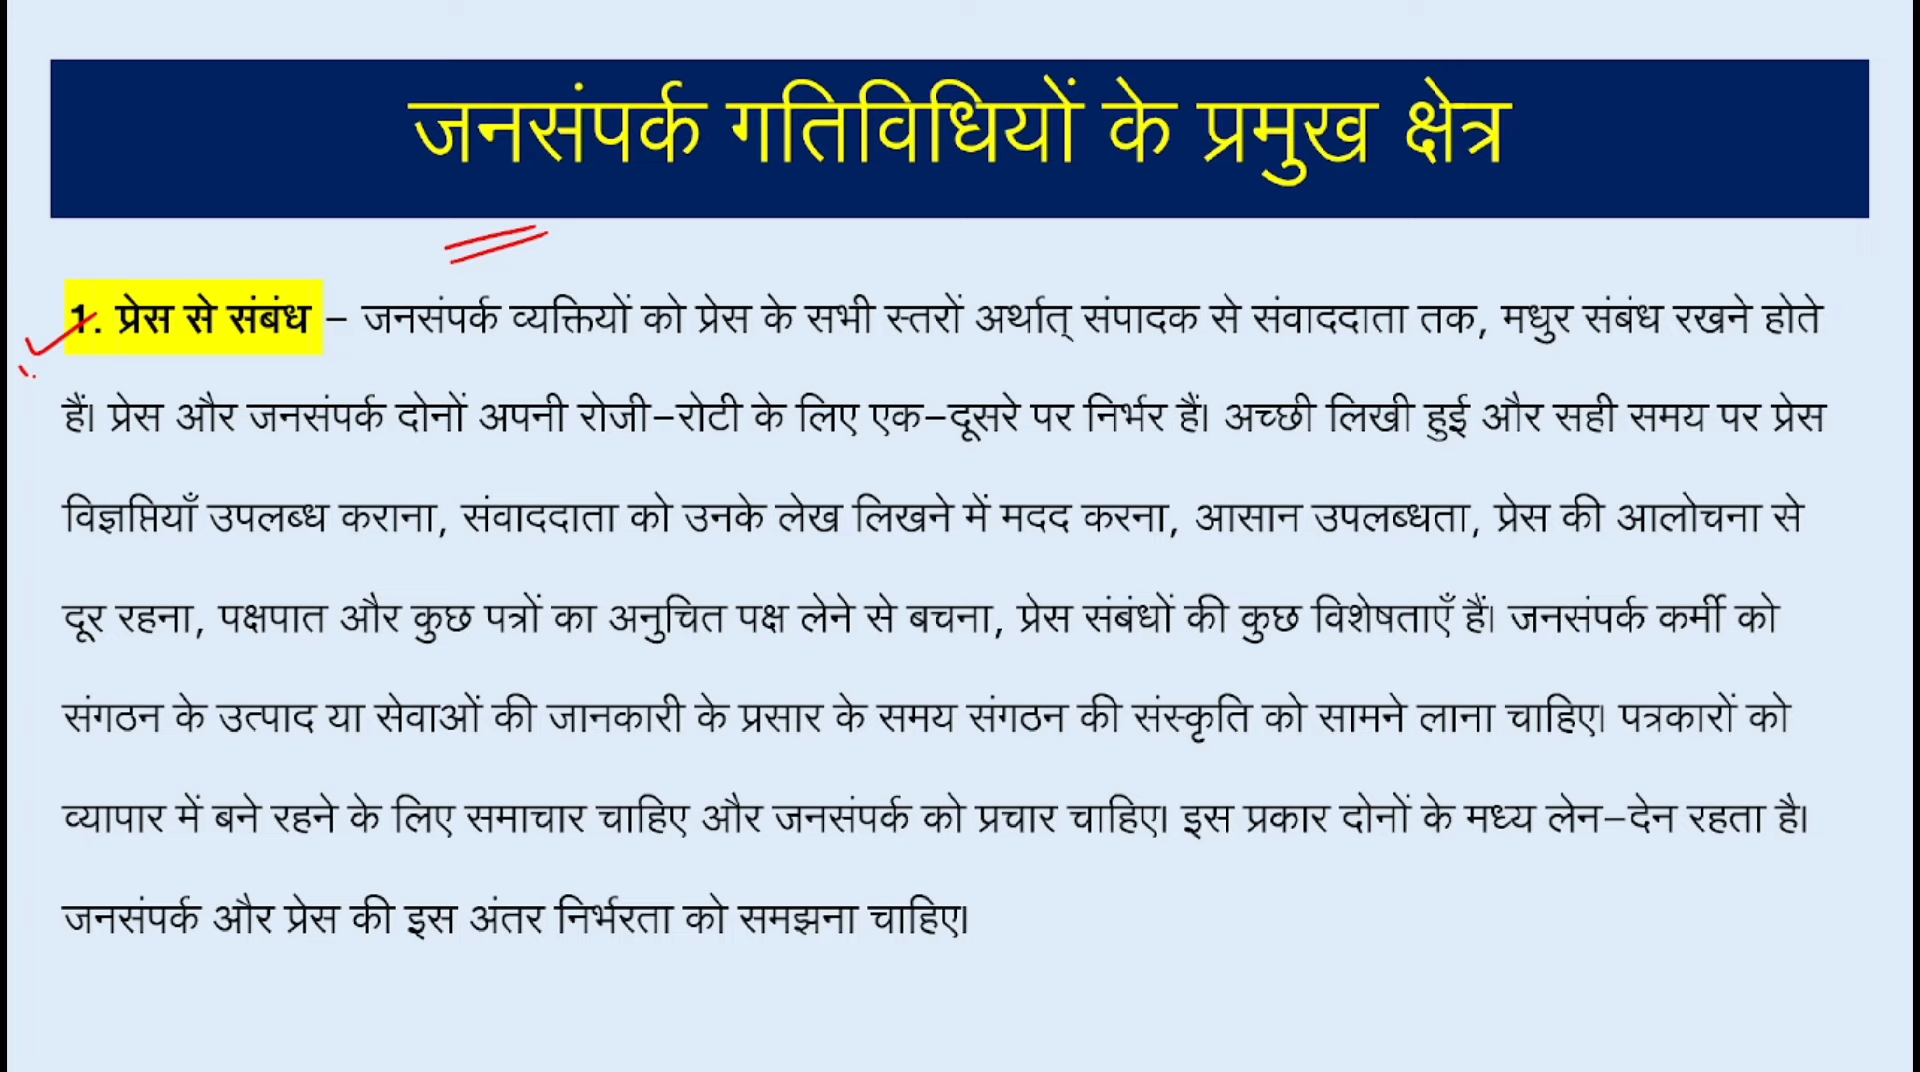 जनसंपर्क गतिविधियों के प्रमुख क्षेत्र
1. प्रेस से संबंध – जनसंपर्क व्यक्तियों को प्रेस के सभी स्तरों अर्थात् संपादक से संवाददाता तक, मधुर संबंध रखने होते
हैं। प्रेस और जनसंपर्क दोनों अपनी रोजी–रोटी के लिए एक–दूसरे पर निर्भर हैं। अच्छी लिखी हुई और सही समय पर प्रेस
विज्ञप्तियाँ उपलब्ध कराना, संवाददाता को उनके लेख लिखने में मदद करना, आसान उपलब्धता, प्रेस की आलोचना से
दूर रहना, पक्षपात और कुछ पत्रों का अनुचित पक्ष लेने से बचना, प्रेस संबंधों की कुछ विशेषताएँ हैं। जनसंपर्क कर्मी को
संगठन के उत्पाद या सेवाओं की जानकारी के प्रसार के समय संगठन की संस्कृति को सामने लाना चाहिए। पत्रकारों को
व्यापार में बने रहने के लिए समाचार चाहिए और जनसंपर्क को प्रचार चाहिए। इस प्रकार दोनों के मध्य लेन–देन रहता है।
जनसंपर्क और प्रेस की इस अंतर निर्भरता को समझना चाहिए।